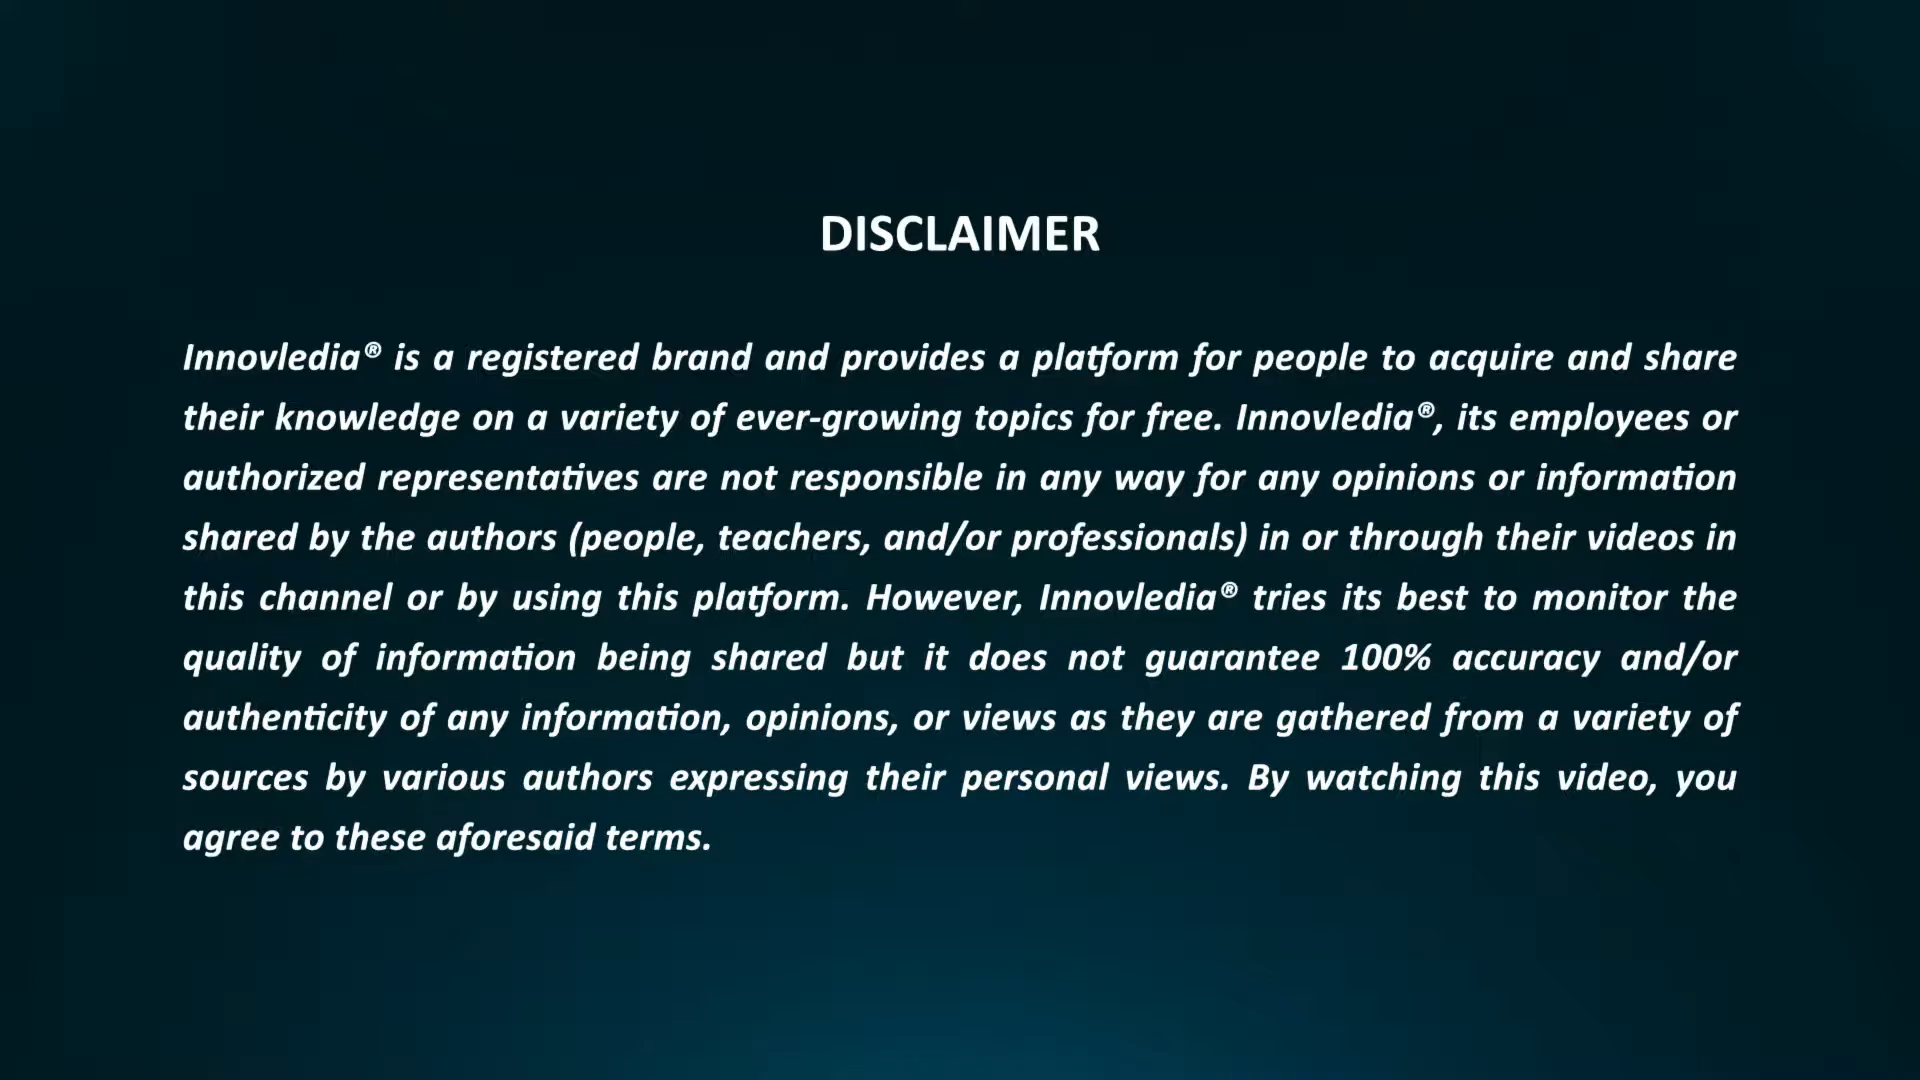 DISCLAIMER
Innovledia® is a registered brand and provides a platform for people to acquire and share
their knowledge on a variety of ever-growing topics for free. Innovledia®, its employees or
authorized representatives are not responsible in any way for any opinions or information
shared by the authors (people, teachers, and/or professionals) in or through their videos in
this channel or by using this platform. However, Innovledia® tries its best to monitor the
quality of information being shared but it does not guarantee 100% accuracy and/or
authenticity of any information, opinions, or views as they are gathered from a variety of
sources by various authors expressing their personal views. By watching this video, you
agree to these aforesaid terms.